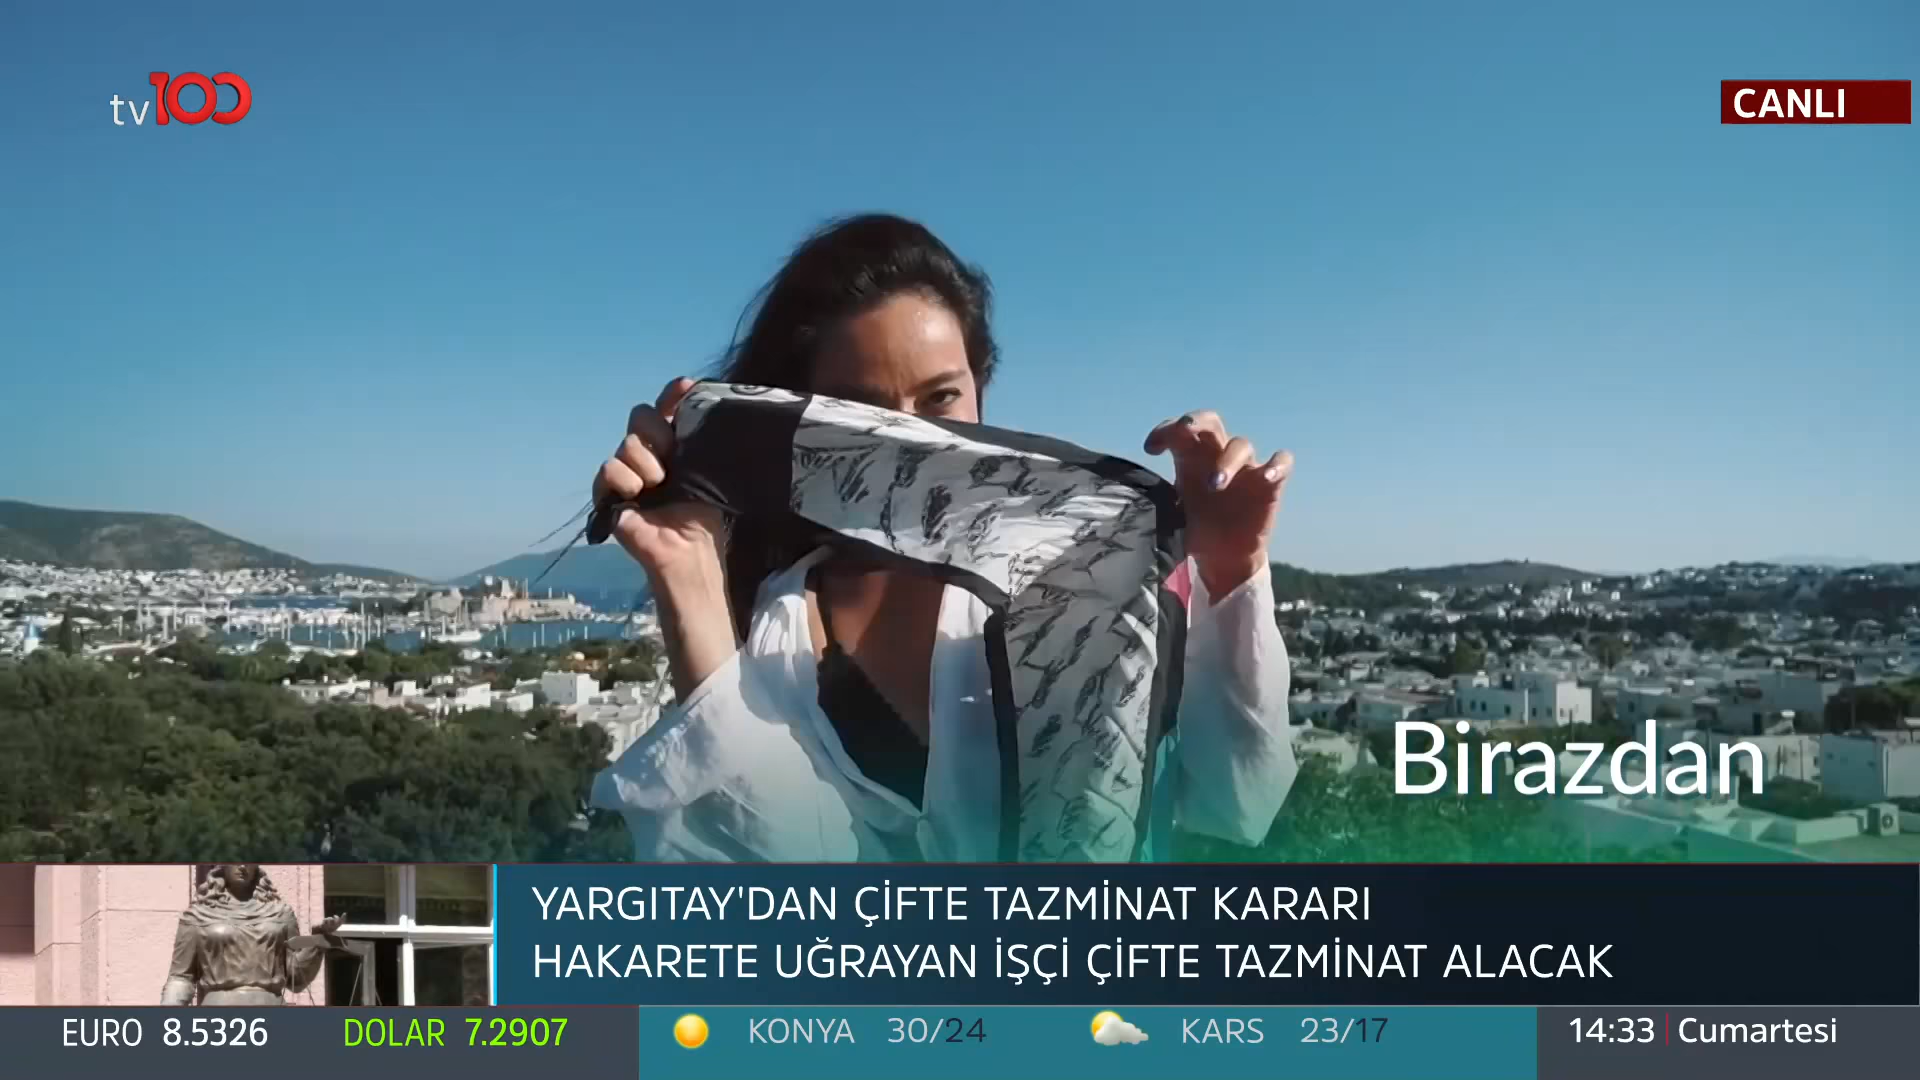 tv100
CANLI
Birazdan
YARGITAY'DAN ÇİFTE TAZMİNAT KARARI
HAKARETE UĞRAYAN İŞÇİ ÇİFTE TAZMİNAT ALACAK
EURO 8.5326 DOLAR 7.2907 KONYA 30/24 KARS 23/17 14:33 Cumartesi